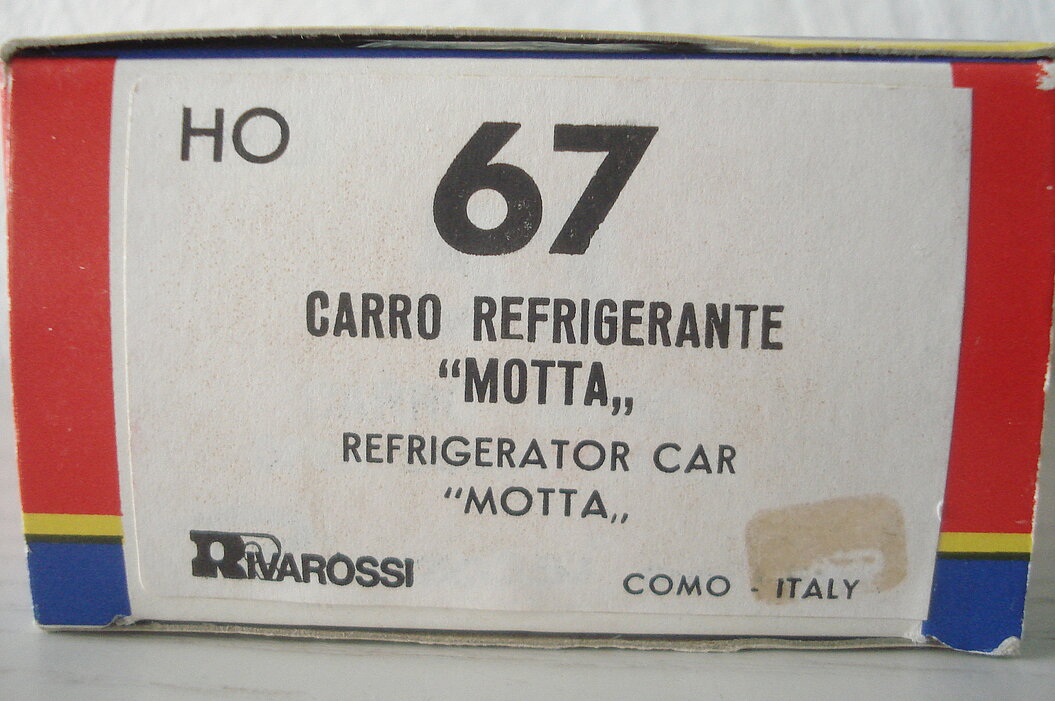 HO
67
CARRO REFRIGERANTE
“MOTTA„
REFRIGERATOR CAR
“MOTTA„
RIVAROSSI
COMO - ITALY